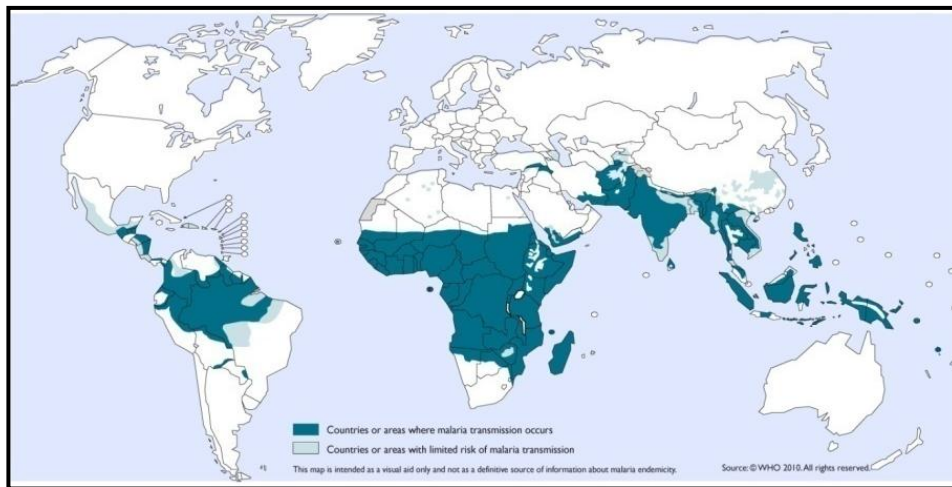 Countries or areas where malaria transmission occurs
Countries or areas with limited risk of malaria transmission
This map is intended as a visual aid only and not as a definitive source of information about malaria endemicity.
Source: © WHO 2010. All rights reserved.